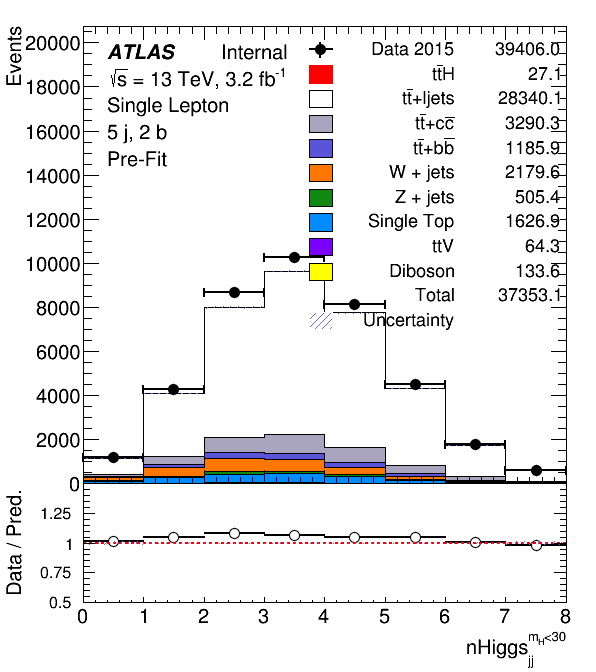 Events
20000
18000
16000
14000
12000
10000
8000
6000
4000
2000
0
ATLAS Internal
√s = 13 TeV, 3.2 fb⁻¹
Single Lepton
5 j, 2 b
Pre-Fit
Data 2015 39406.0
tt̄H 27.1
tt̄+ljets 28340.1
tt̄+cc̄ 3290.3
tt̄+bb̄ 1185.9
W + jets 2179.6
Z + jets 505.4
Single Top 1626.9
ttV 64.3
Diboson 133.6
Total 37353.1
Uncertainty
Data / Pred.
1.25
1
0.75
0.5
0 1 2 3 4 5 6 7 8
nHiggs_jj^{m_H<30}